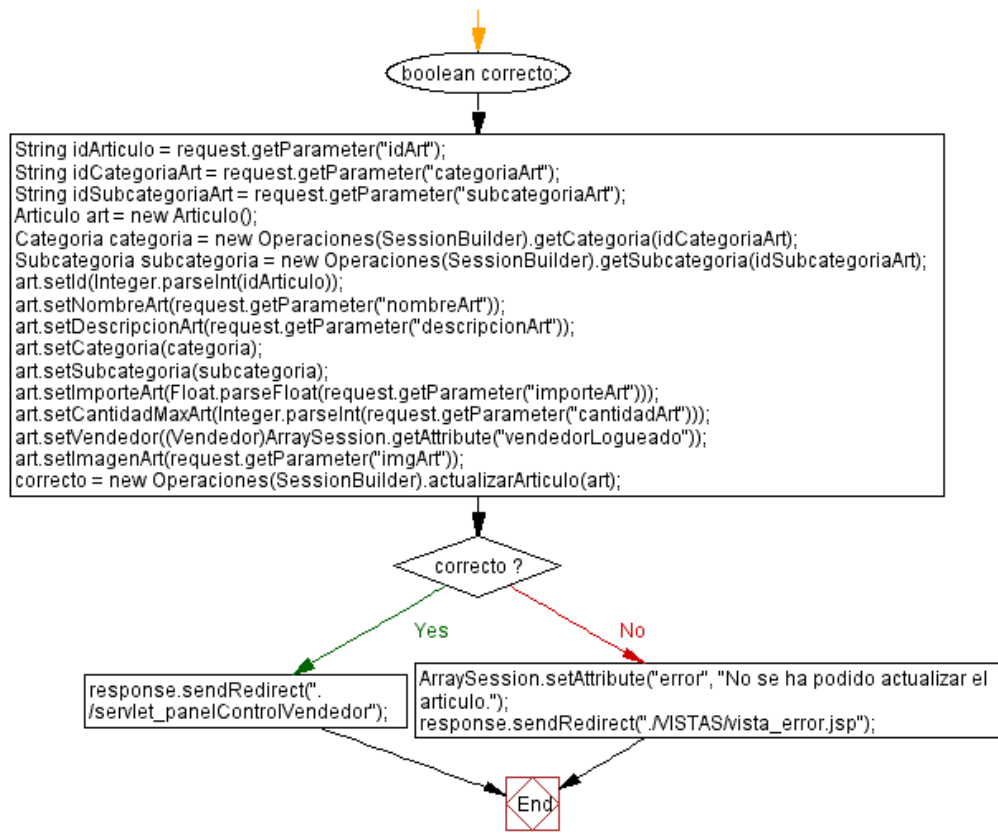 boolean correcto;
String idArticulo = request.getParameter("idArt");
String idCategoriaArt = request.getParameter("categoriaArt");
String idSubcategoriaArt = request.getParameter("subcategoriaArt");
Articulo art = new Articulo();
Categoria categoria = new Operaciones(SessionBuilder).getCategoria(idCategoriaArt);
Subcategoria subcategoria = new Operaciones(SessionBuilder).getSubcategoria(idSubcategoriaArt);
art.setId(Integer.parseInt(idArticulo));
art.setNombreArt(request.getParameter("nombreArt"));
art.setDescripcionArt(request.getParameter("descripcionArt"));
art.setCategoria(categoria);
art.setSubcategoria(subcategoria);
art.setImporteArt(Float.parseFloat(request.getParameter("importeArt")));
art.setCantidadMaxArt(Integer.parseInt(request.getParameter("cantidadArt")));
art.setVendedor((Vendedor)ArraySession.getAttribute("vendedorLogueado"));
art.setImagenArt(request.getParameter("imgArt"));
correcto = new Operaciones(SessionBuilder).actualizarArticulo(art);
correcto ?
Yes
No
response.sendRedirect(".
/servlet_panelControlVendedor");
ArraySession.setAttribute("error", "No se ha podido actualizar el
articulo.");
response.sendRedirect("./VISTAS/vista_error.jsp");
End